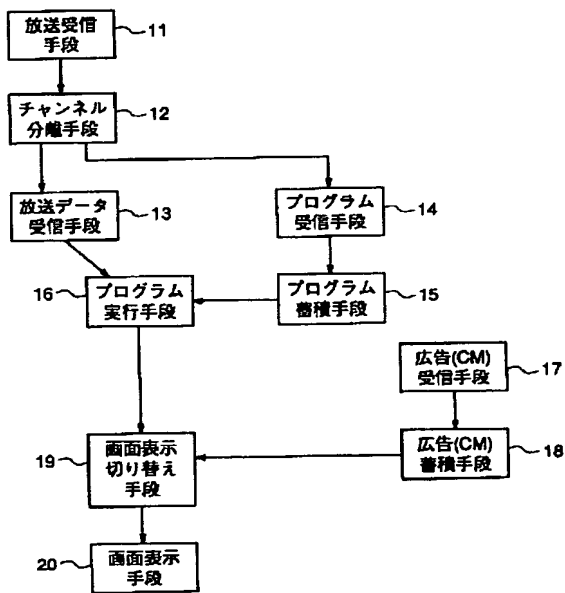 放送受信
手段
11
チャンネル
分離手段
12
放送データ
受信手段
13
プログラム
受信手段
14
16
プログラム
実行手段
プログラム
蓄積手段
15
広告(CM)
受信手段
17
19
画面表示
切り替え
手段
広告(CM)
蓄積手段
18
20
画面表示
手段